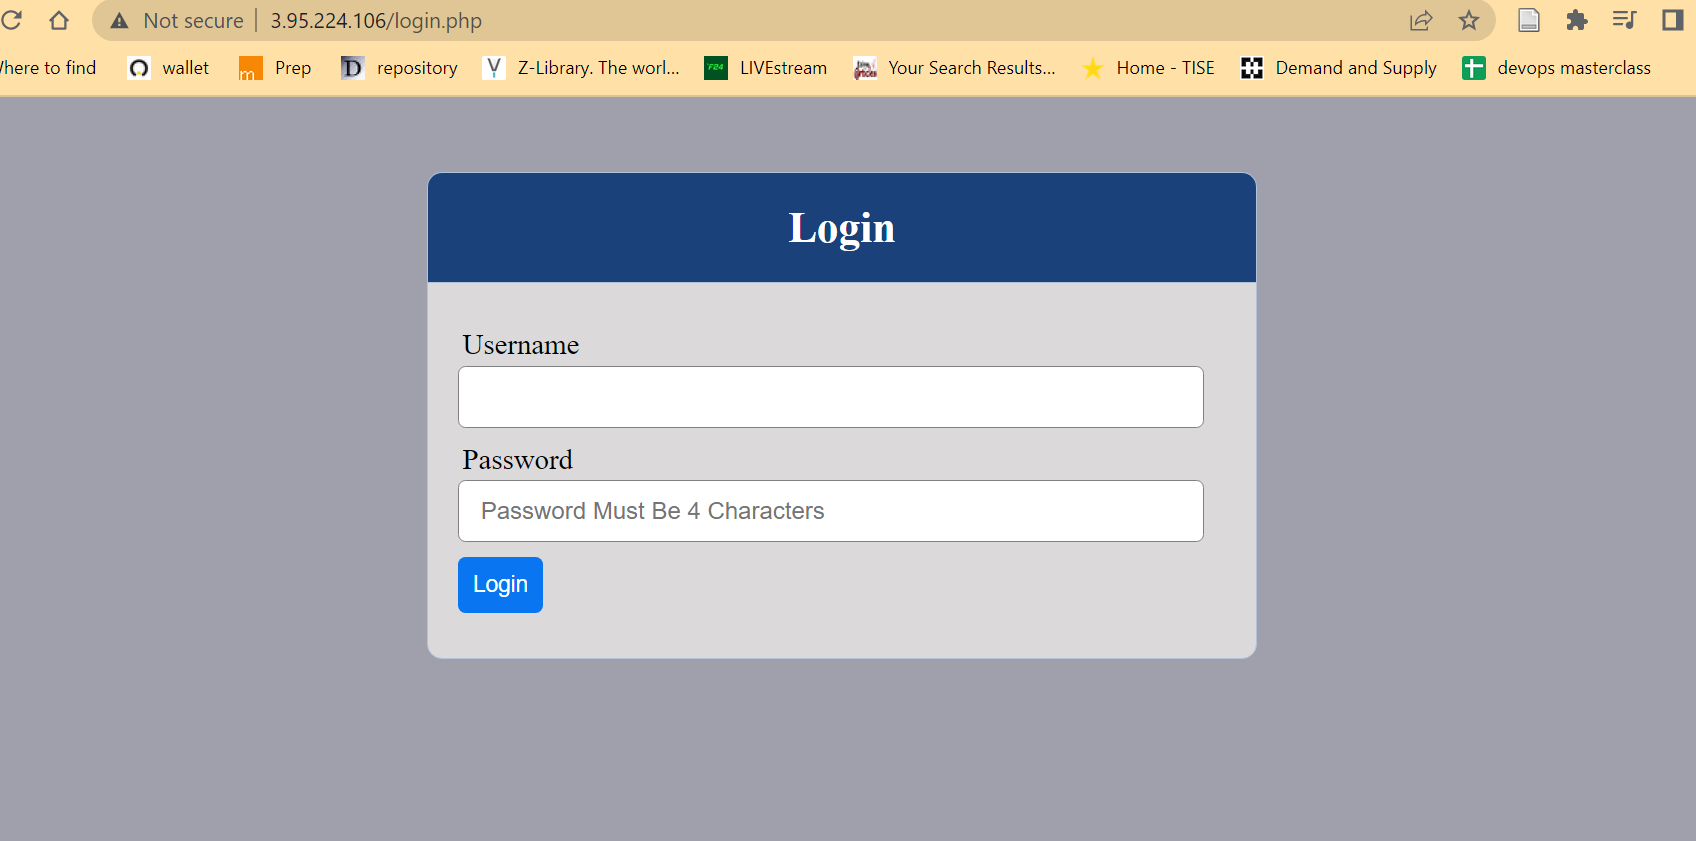 Not secure | 3.95.224.106/login.php
here to find wallet m Prep D repository Y Z-Library. The worl... F24 LIVEstream Your Search Results... Home - TISE Demand and Supply devops masterclass
Login
Username
Password
Password Must Be 4 Characters
Login